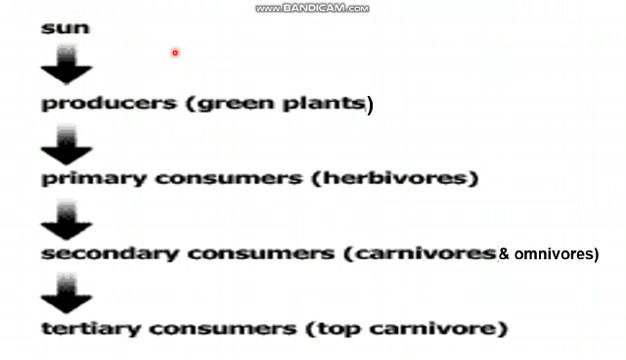 WWW.BANDICAM.COM
sun
producers (green plants)
primary consumers (herbivores)
secondary consumers (carnivores & omnivores)
tertiary consumers (top carnivore)